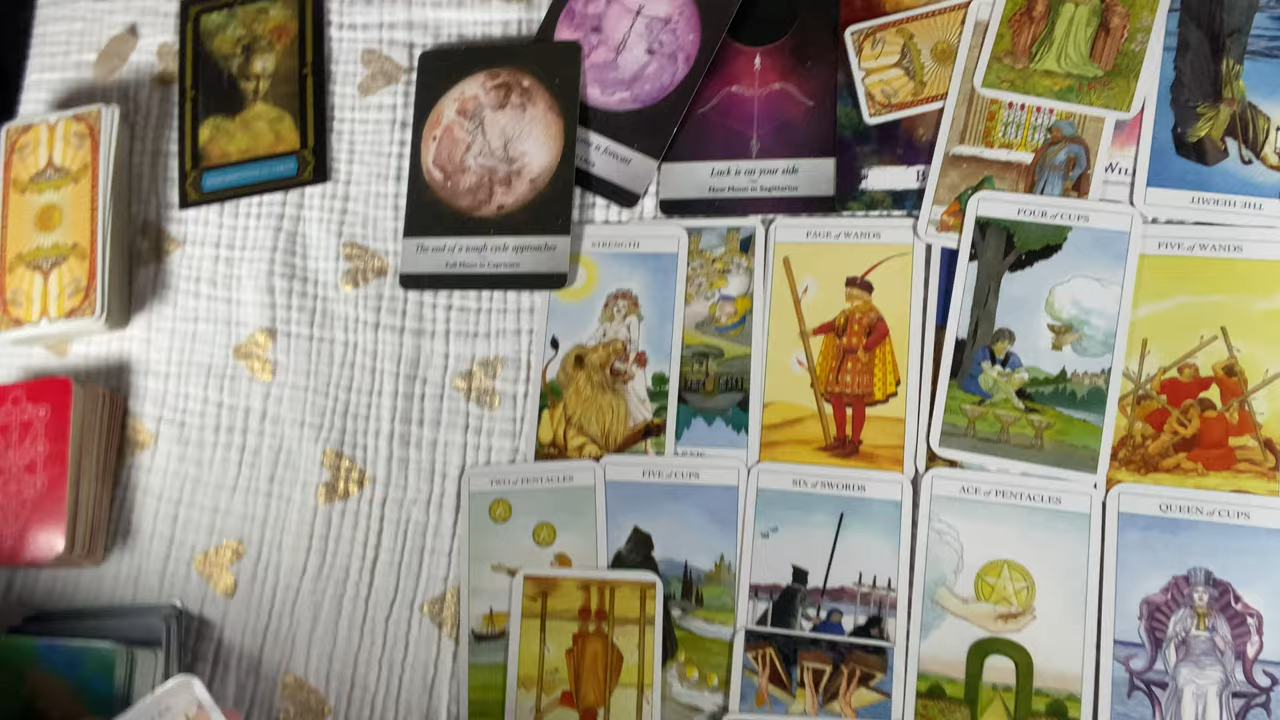 The end of a tough cycle approaches
Full Moon in Capricorn
is forecast
Luck is on your side
New Moon in Sagittarius
THE HERMIT
STRENGTH
PAGE of WANDS
FOUR OF CUPS
FIVE of WANDS
TWO of PENTACLES
FIVE of CUPS
SIX of SWORDS
ACE of PENTACLES
QUEEN of CUPS